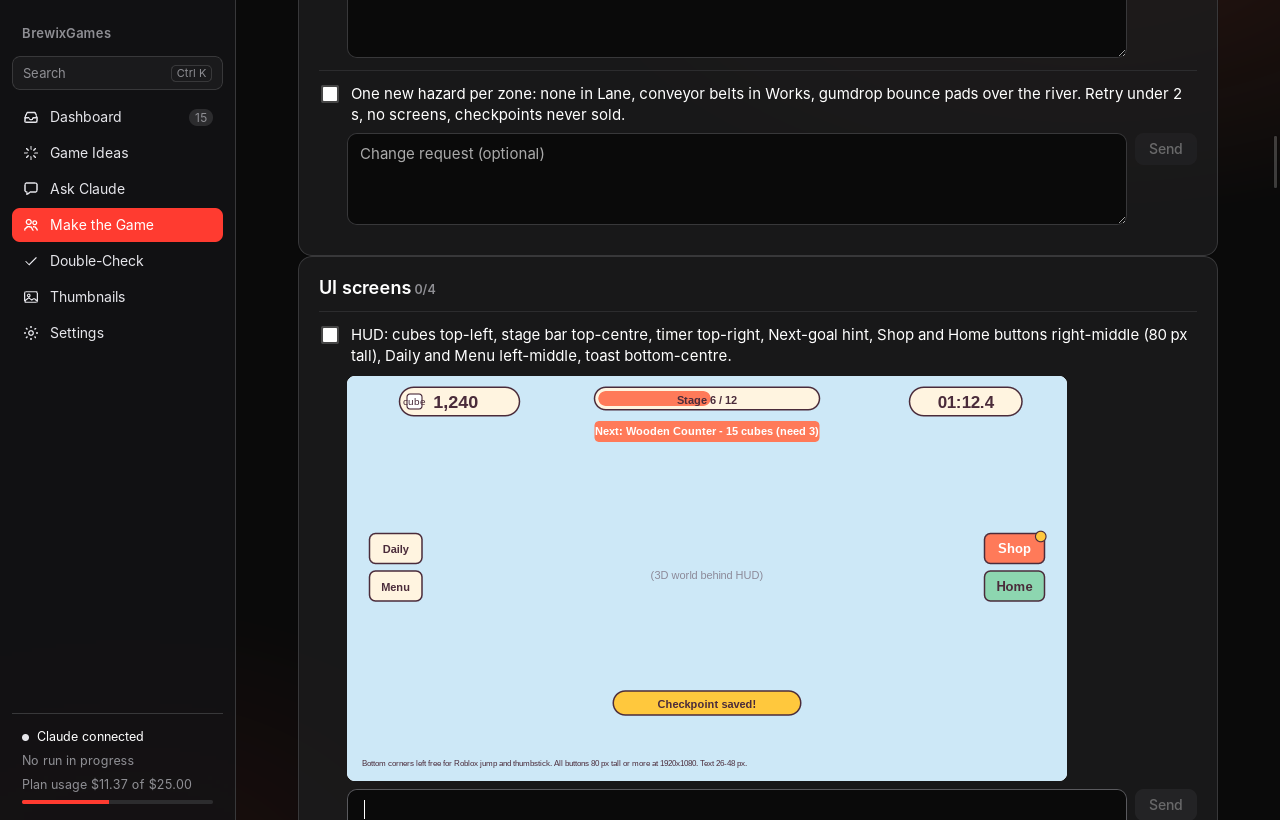 BrewixGames
Search
Ctrl K
Dashboard
15
Game Ideas
Ask Claude
Make the Game
Double-Check
Thumbnails
Settings
Claude connected
No run in progress
Plan usage $11.37 of $25.00
One new hazard per zone: none in Lane, conveyor belts in Works, gumdrop bounce pads over the river. Retry under 2
s, no screens, checkpoints never sold.
Change request (optional)
Send
UI screens 0/4
HUD: cubes top-left, stage bar top-centre, timer top-right, Next-goal hint, Shop and Home buttons right-middle (80 px
tall), Daily and Menu left-middle, toast bottom-centre.
cube 1,240
Stage 6 / 12
01:12.4
Next: Wooden Counter - 15 cubes (need 3)
Daily
Shop
Menu
(3D world behind HUD)
Home
Checkpoint saved!
Bottom corners left free for Roblox jump and thumbstick. All buttons 80 px tall or more at 1920x1080. Text 26-48 px.
Send